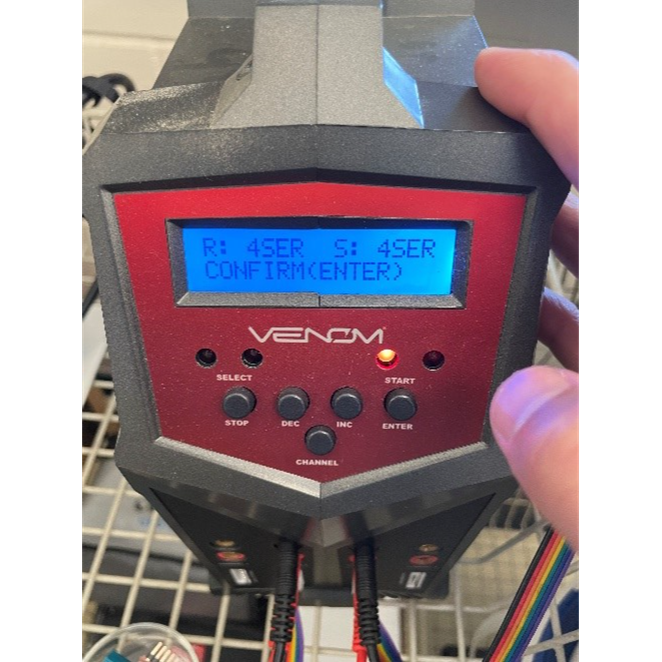 R: 4SER S: 4SER
CONFIRM(ENTER)
VENOM
SELECT START
STOP DEC INC ENTER
CHANNEL